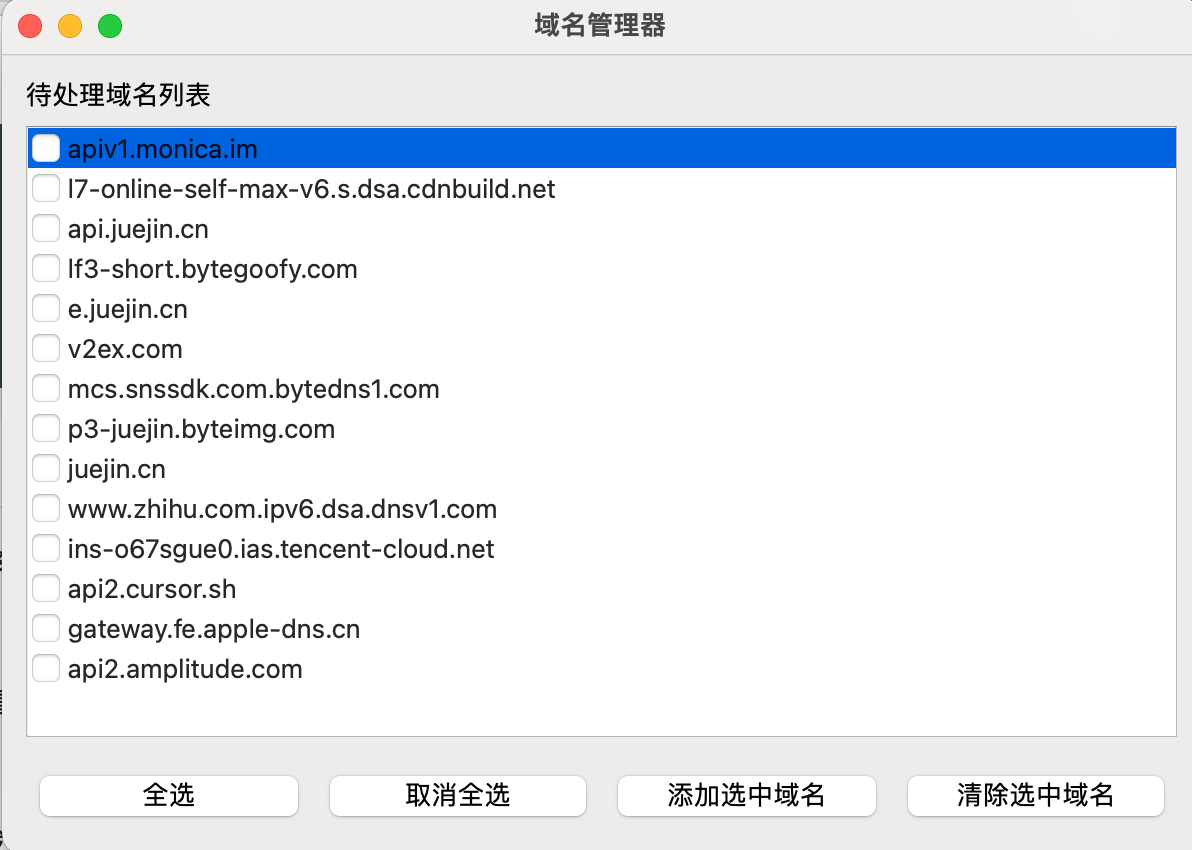 域名管理器
待处理域名列表
apiv1.monica.im
l7-online-self-max-v6.s.dsa.cdnbuild.net
api.juejin.cn
lf3-short.bytegoofy.com
e.juejin.cn
v2ex.com
mcs.snssdk.com.bytedns1.com
p3-juejin.byteimg.com
juejin.cn
www.zhihu.com.ipv6.dsa.dnsv1.com
ins-o67sgue0.ias.tencent-cloud.net
api2.cursor.sh
gateway.fe.apple-dns.cn
api2.amplitude.com
全选 取消全选 添加选中域名 清除选中域名